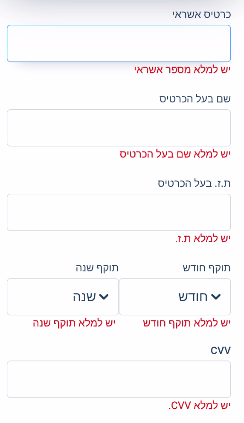 כרטיס אשראי
יש למלא מספר אשראי
שם בעל הכרטיס
יש למלא שם בעל הכרטיס
ת.ז. בעל הכרטיס
יש למלא ת.ז.
תוקף חודש תוקף שנה
חודש שנה
יש למלא תוקף חודש יש למלא תוקף שנה
CVV
יש למלא CVV.